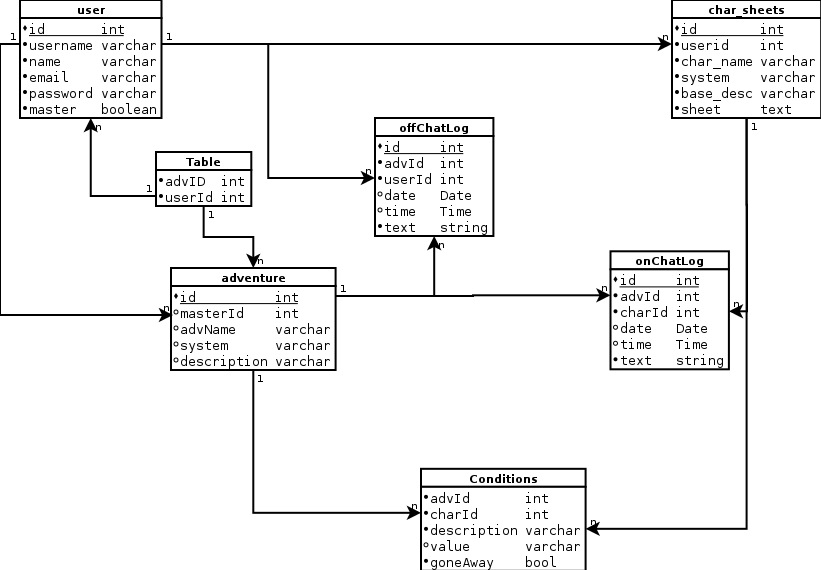 user
id int
username varchar
name varchar
email varchar
password varchar
master boolean
1
1
n
n
char_sheets
id int
userid int
char_name varchar
system varchar
base_desc varchar
sheet text
1
offChatLog
id int
advId int
userId int
date Date
time Time
text string
n
n
Table
advID int
userId int
1
1
n
adventure
id int
masterId int
advName varchar
system varchar
description varchar
n
1
1
onChatLog
id int
advId int
charId int
date Date
time Time
text string
n
n
Conditions
advId int
charId int
description varchar
value varchar
goneAway bool
n
n